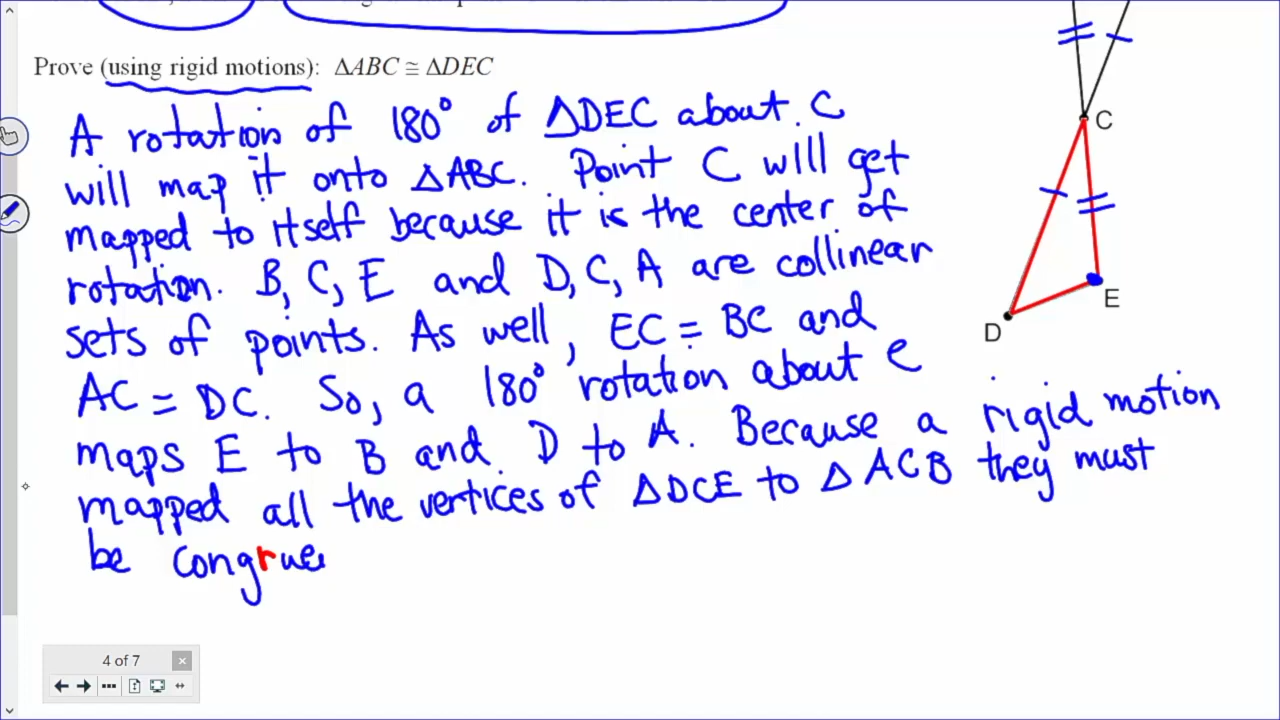 Prove (using rigid motions): ΔABC ≅ ΔDEC
A rotation of 180° of ΔDEC about C
will map it onto ΔABC. Point C will get
mapped to itself because it is the center of
rotation. B, C, E and D, C, A are collinear
sets of points. As well, EC = BC and
AC = DC. So, a 180° rotation about C
maps E to B and D to A. Because a rigid motion
mapped all the vertices of ΔDCE to ΔACB they must
be congrue
C
E
D
4 of 7